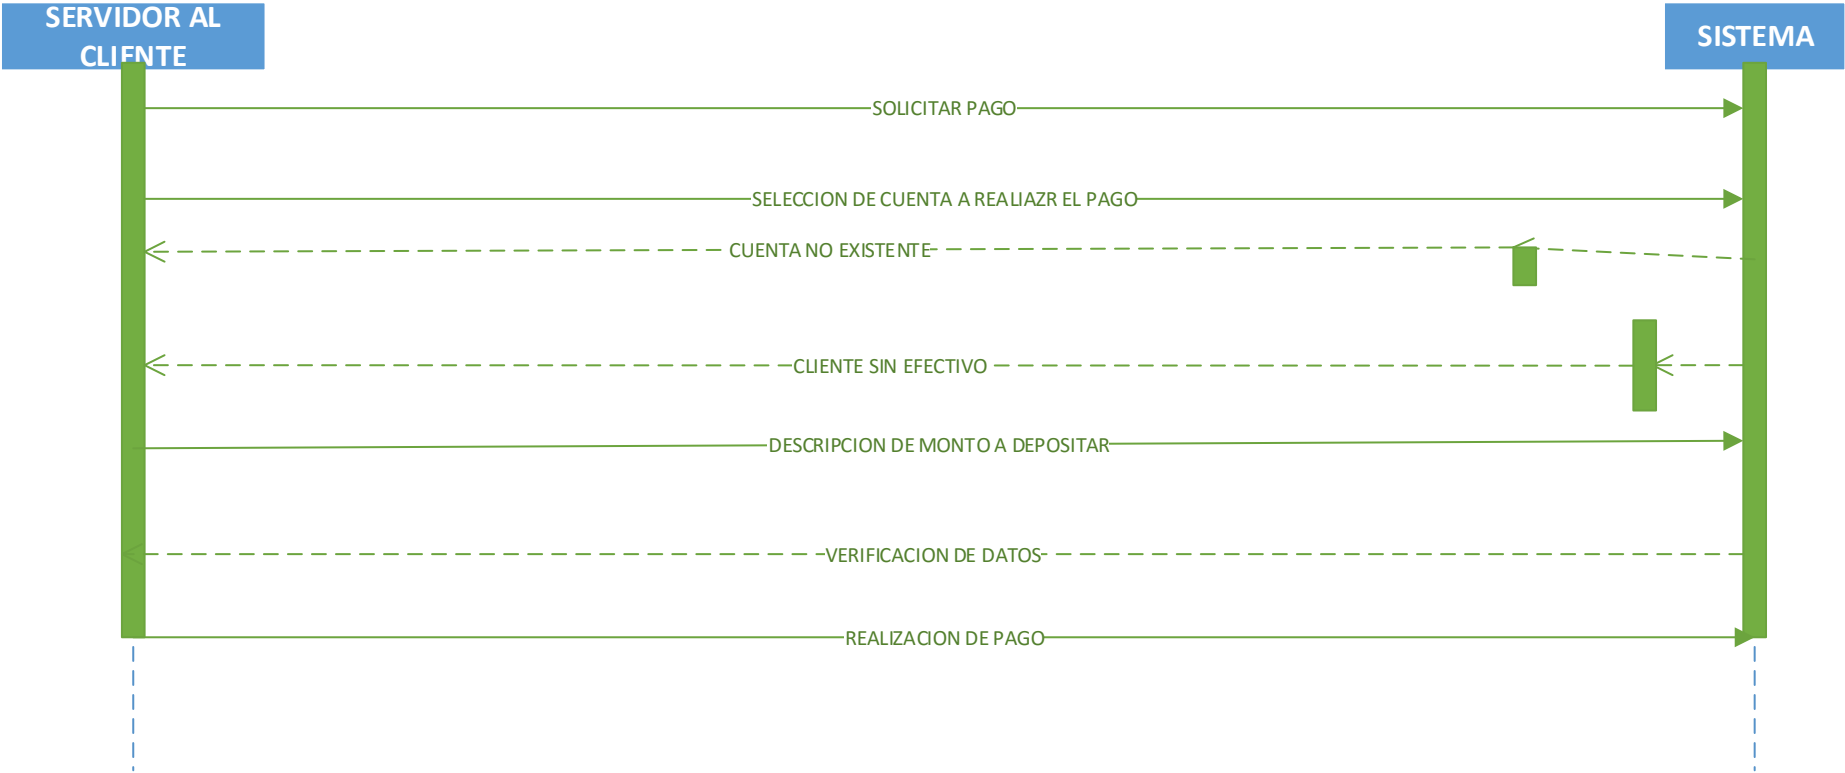 SERVIDOR AL
CLIENTE
SISTEMA
SOLICITAR PAGO
SELECCION DE CUENTA A REALIAZR EL PAGO
CUENTA NO EXISTENTE
CLIENTE SIN EFECTIVO
DESCRIPCION DE MONTO A DEPOSITAR
VERIFICACION DE DATOS
REALIZACION DE PAGO